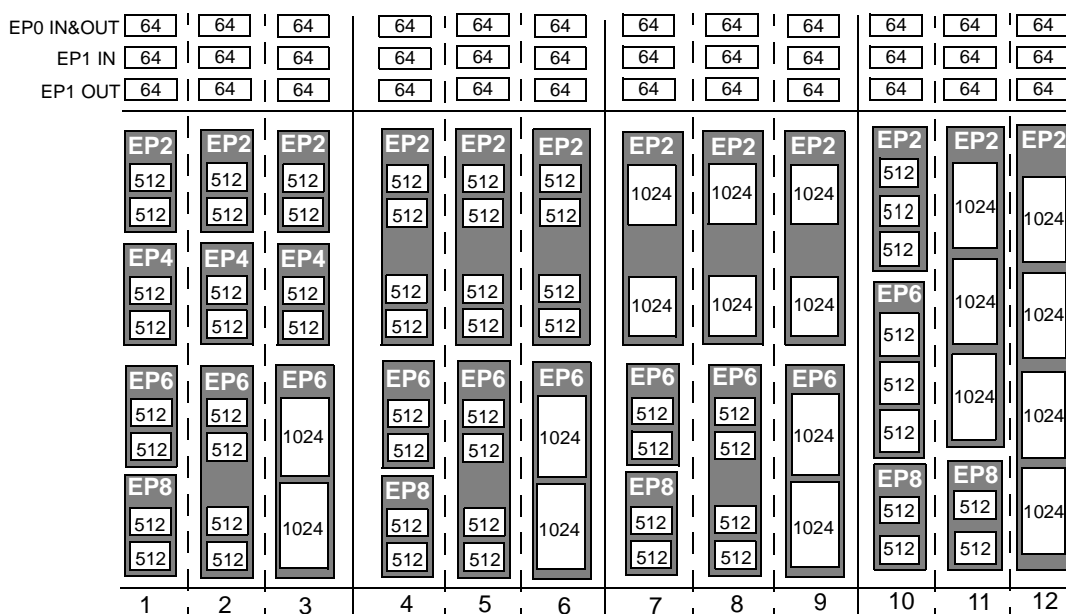 EP0 IN&OUT 64 64 64 64 64 64 64 64 64 64 64 64
EP1 IN 64 64 64 64 64 64 64 64 64 64 64 64
EP1 OUT 64 64 64 64 64 64 64 64 64 64 64 64
EP2 EP2 EP2 EP2 EP2 EP2 EP2 EP2 EP2 EP2 EP2 EP2
512 512 512 512 512 512 1024 1024 1024 512 1024 1024
512 512 512 512 512 512 512
512
EP4 EP4 EP4
512 512 512 512 512 512 1024 1024 1024 EP6 1024 1024
512 512 512 512 512 512 512
EP6 EP6 EP6 EP6 EP6 EP6 EP6 EP6 EP6 512 1024 1024
512 512 1024 512 512 1024 512 512 1024 512
512 512 512 512 512 512
EP8 EP8 EP8 EP8 EP8
512 512 1024 512 512 1024 512 512 1024 512 512 1024
512 512 512 512 512 512 512 512
1 2 3 4 5 6 7 8 9 10 11 12